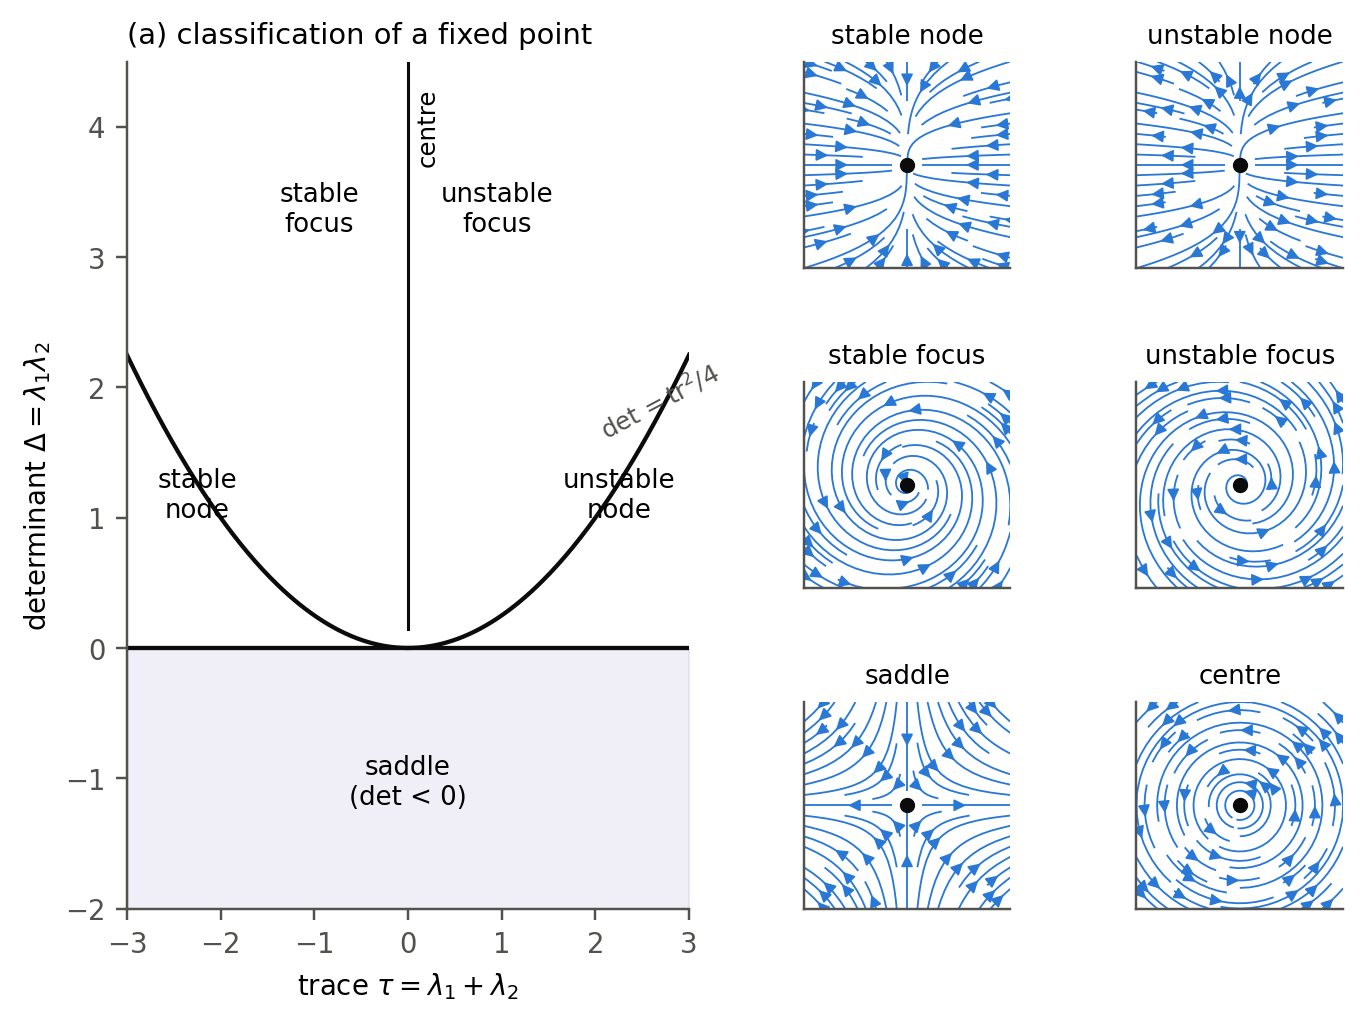 (a) classification of a fixed point
determinant Δ = λ₁λ₂
4
3
2
1
0
−1
−2
centre
stable
focus
unstable
focus
det = tr²/4
stable
node
unstable
node
saddle
(det < 0)
−3
−2
−1
0
1
2
3
trace τ = λ₁ + λ₂
stable node
unstable node
stable focus
unstable focus
saddle
centre